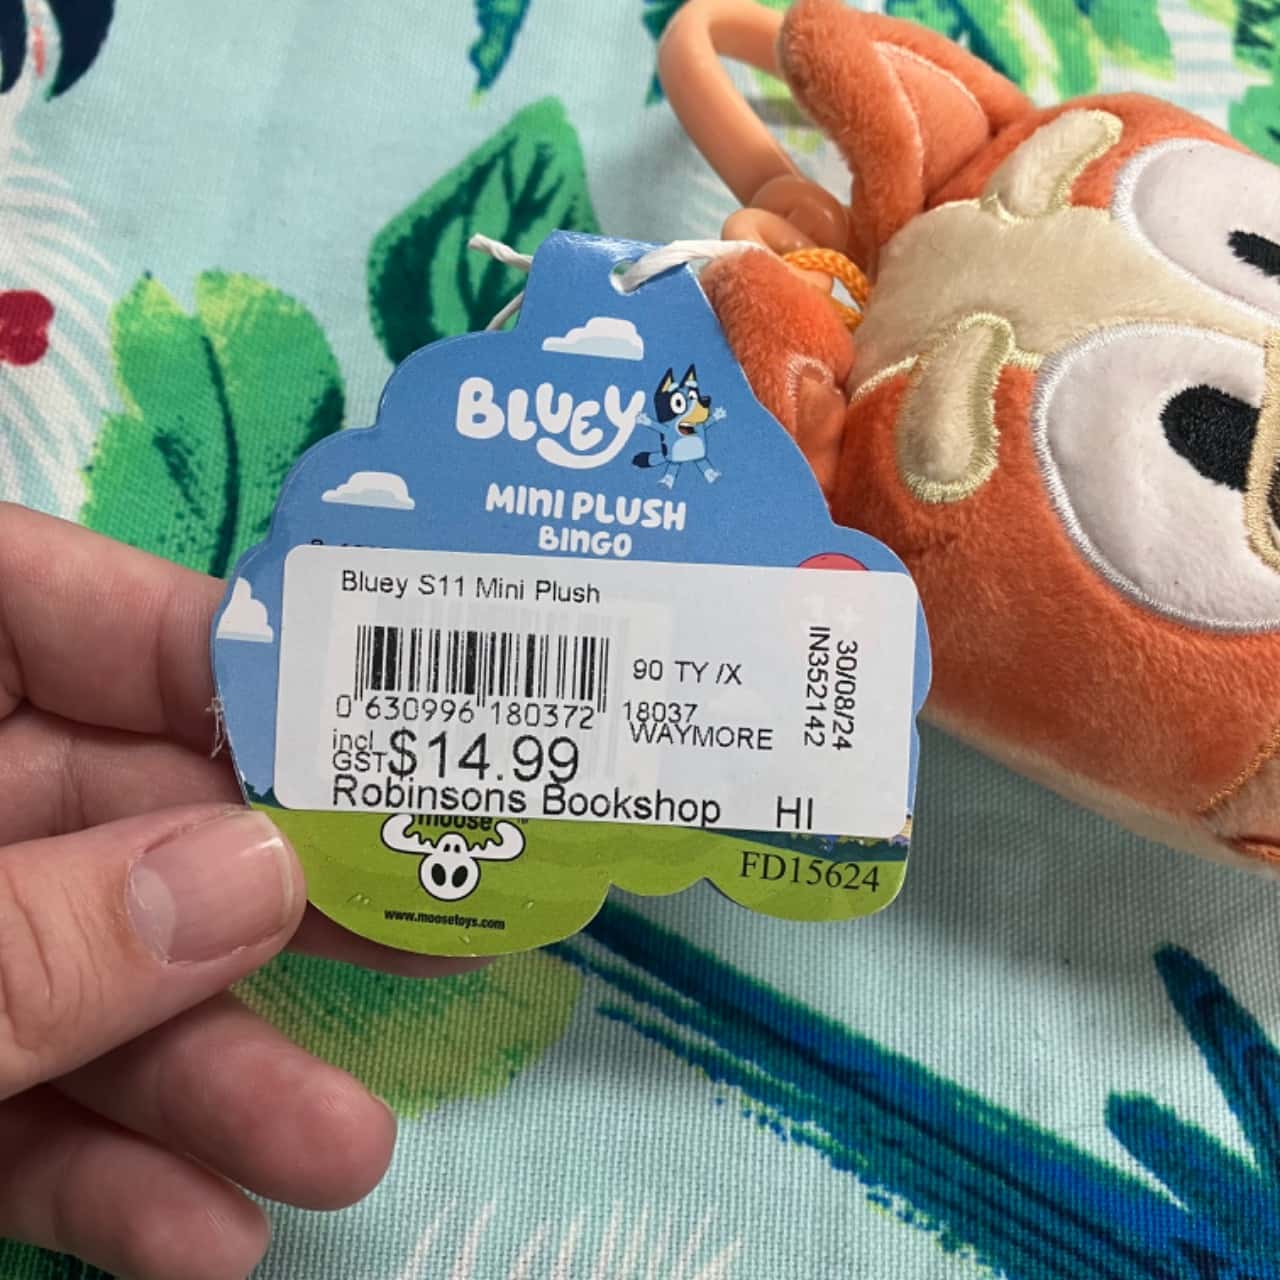 BLUEY
MINI PLUSH
BINGO
Bluey S11 Mini Plush
0 630996 180372
90 TY /X
18037
WAYMORE
30/08/24
IN352142
incl
GST $14.99
Robinsons Bookshop HI
moose ™
www.moosetoys.com
FD15624